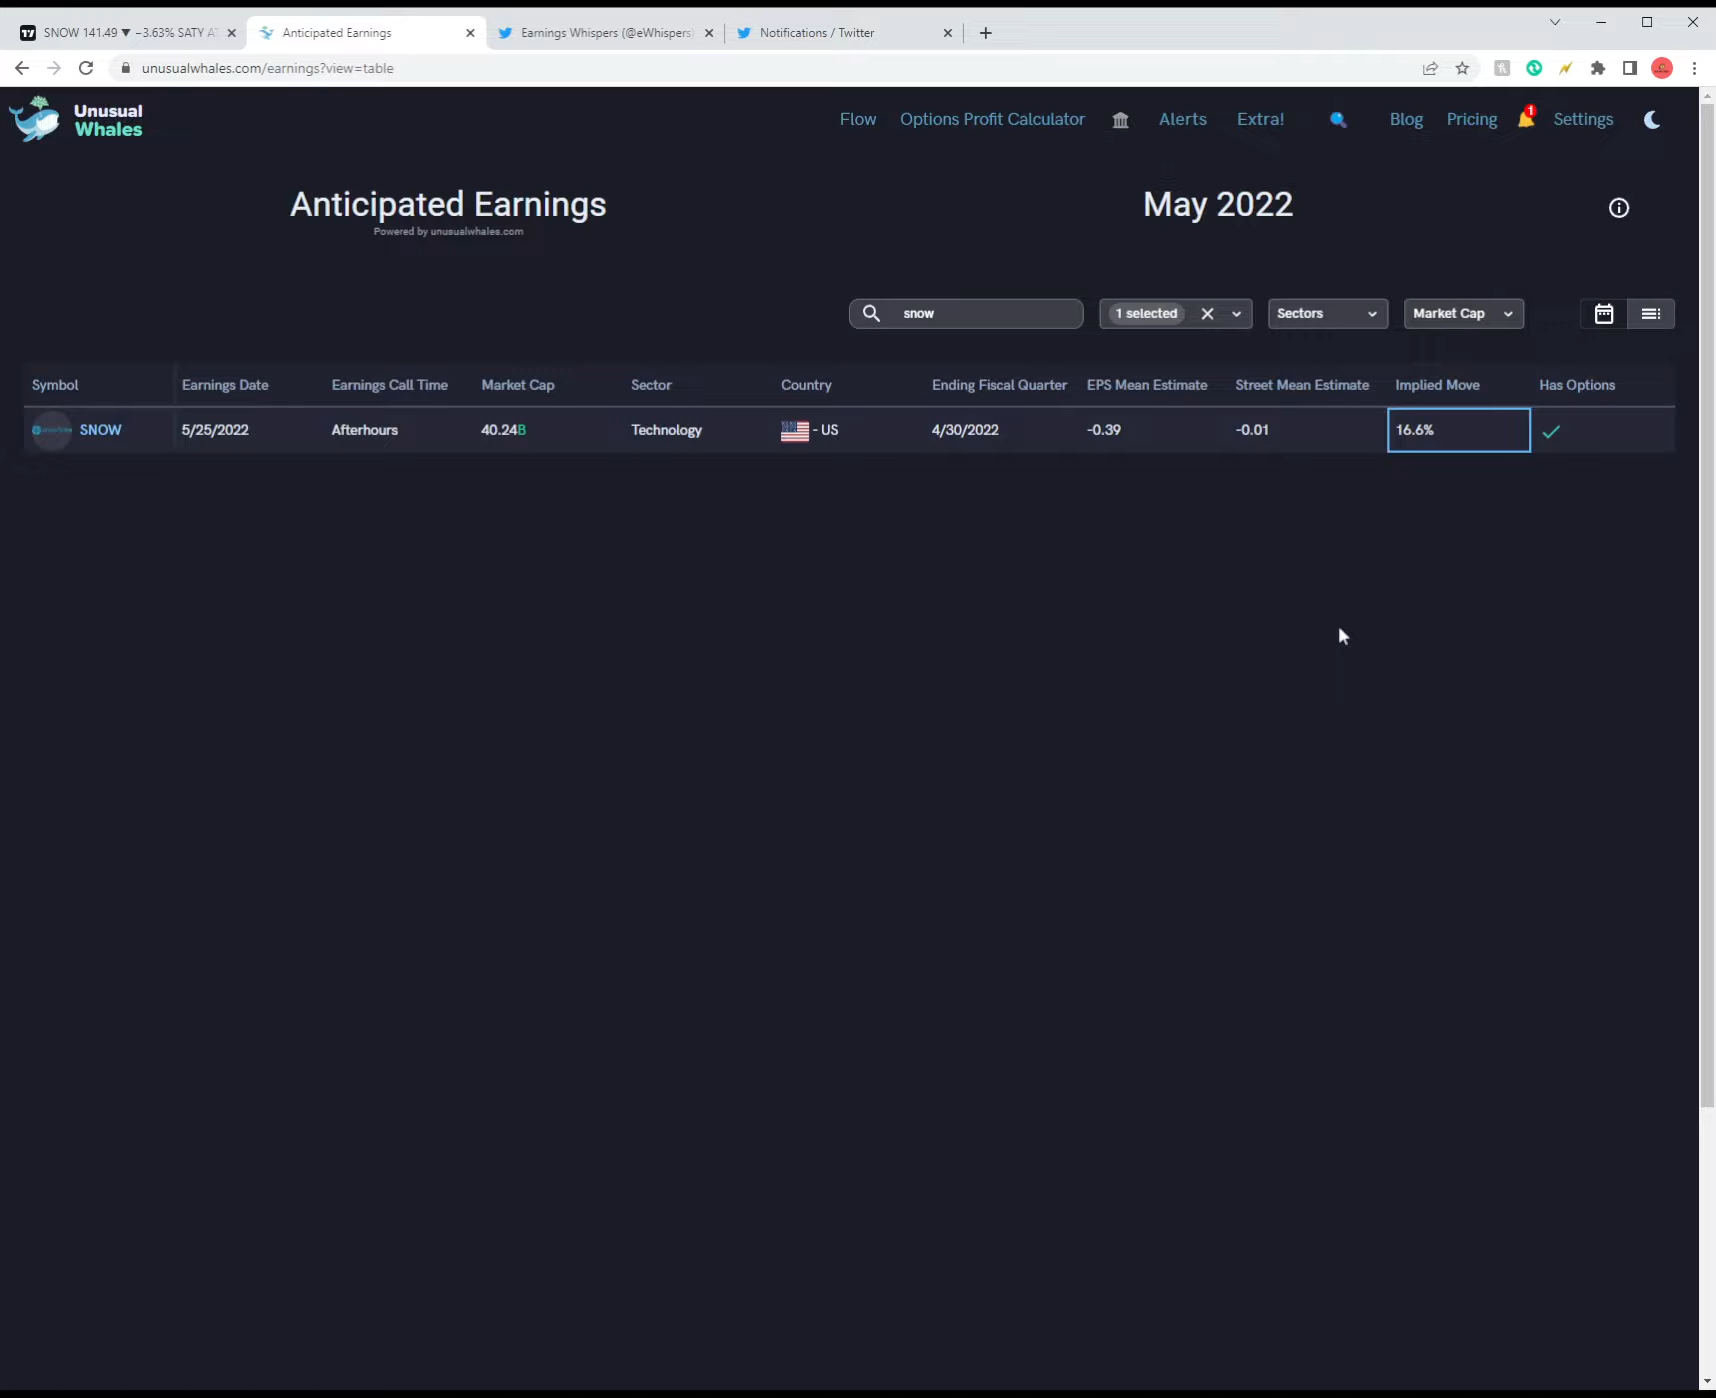 SNOW 141.49 ▼ −3.63% SATY
Anticipated Earnings
Earnings Whispers (@eWhispers)
Notifications / Twitter
unusualwhales.com/earnings?view=table
Unusual
Whales
Flow
Options Profit Calculator
Alerts
Extra!
Blog
Pricing
1
Settings
Anticipated Earnings
Powered by unusualwhales.com
May 2022
snow
1 selected
Sectors
Market Cap
Symbol Earnings Date Earnings Call Time Market Cap Sector Country Ending Fiscal Quarter EPS Mean Estimate Street Mean Estimate Implied Move Has Options
SNOW 5/25/2022 Afterhours 40.24B Technology - US 4/30/2022 -0.39 -0.01 16.6%